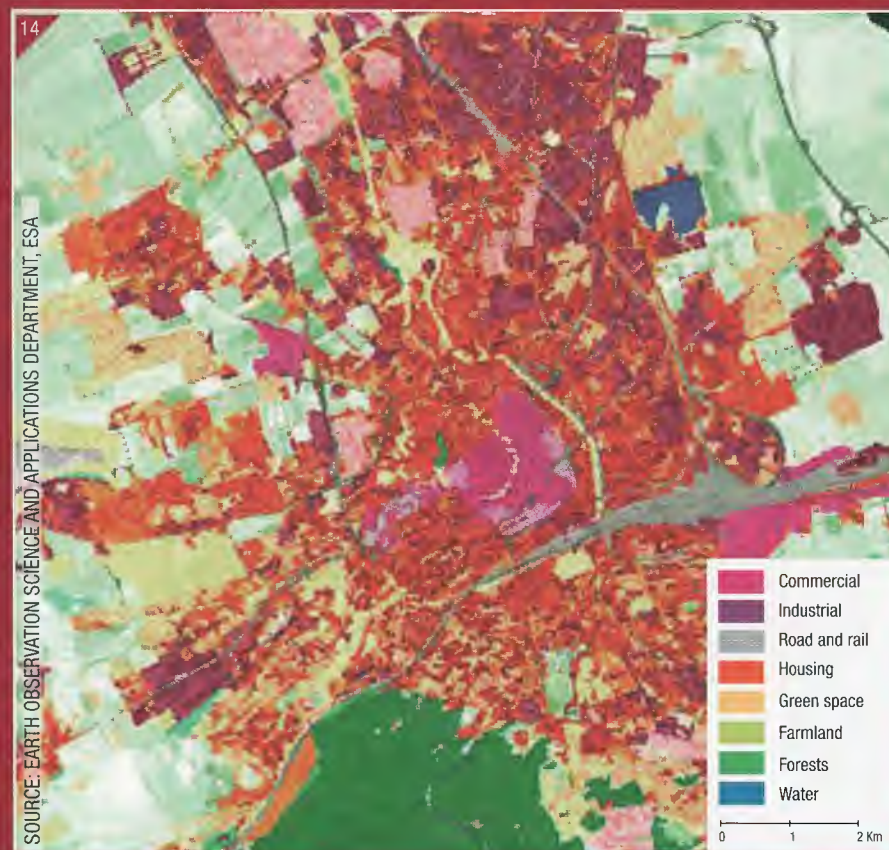 14
SOURCE: EARTH OBSERVATION SCIENCE AND APPLICATIONS DEPARTMENT, ESA
Commercial
Industrial
Road and rail
Housing
Green space
Farmland
Forests
Water
0 1 2 Km